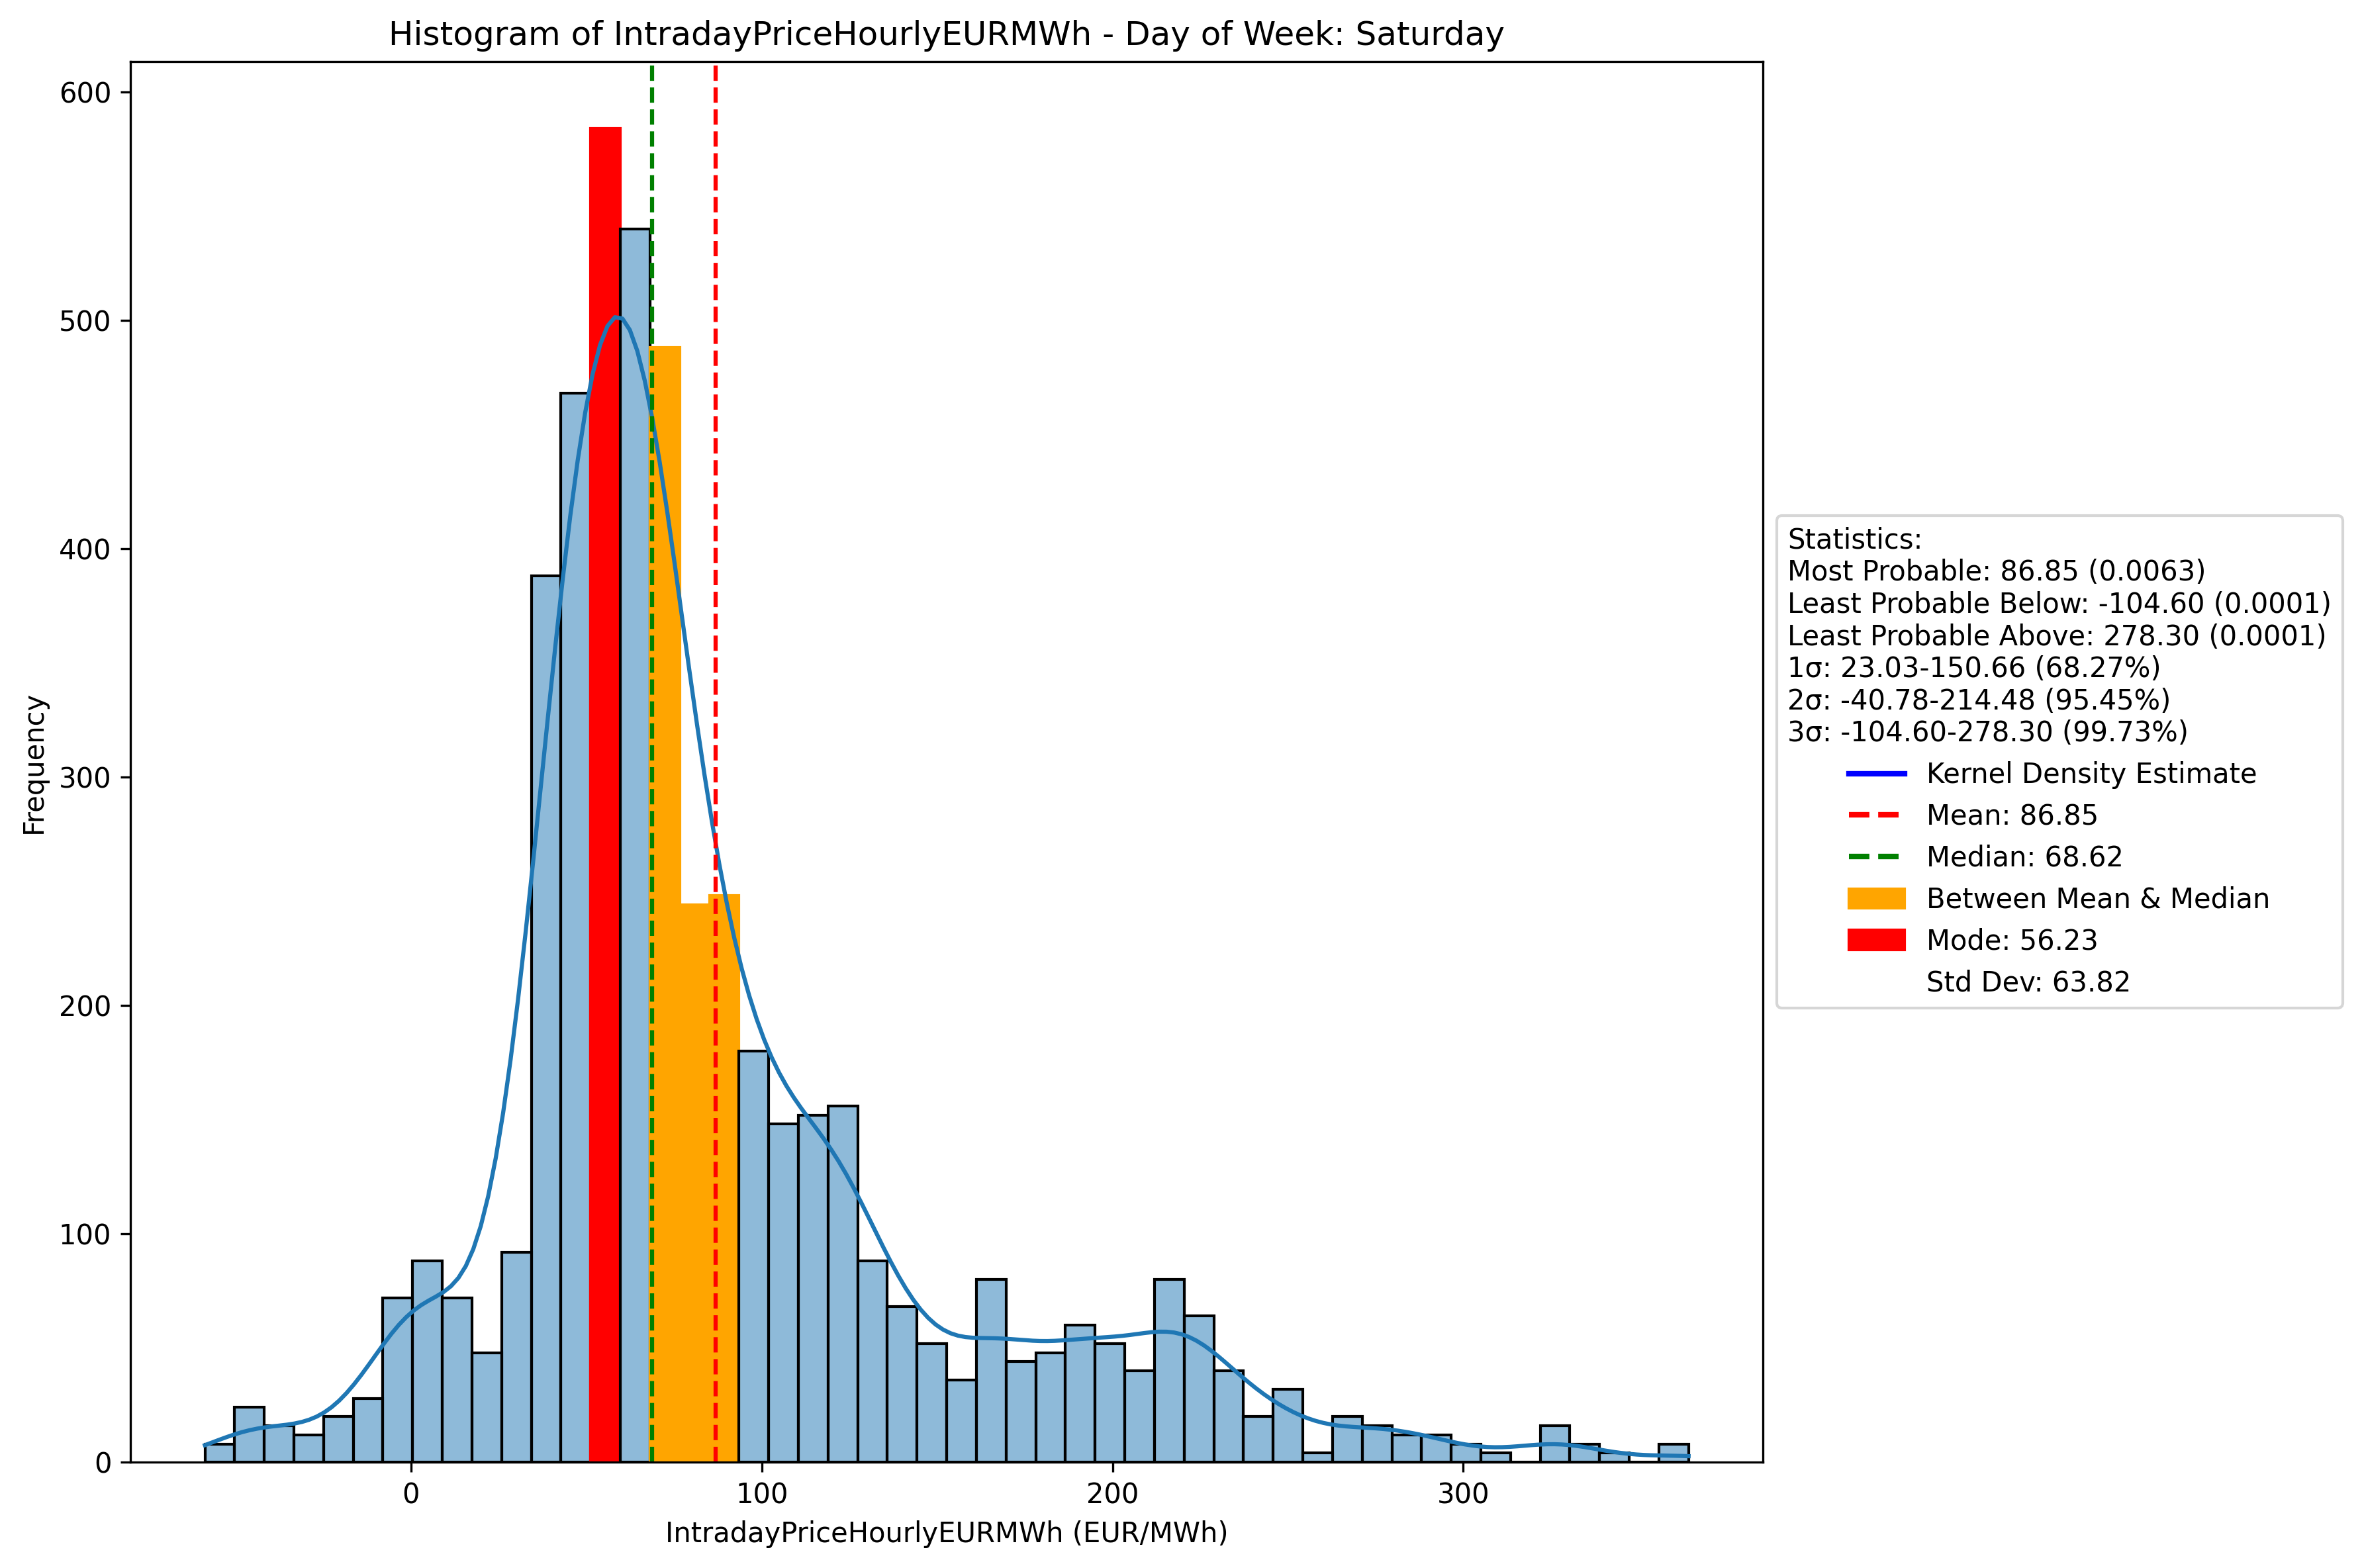 Histogram of IntradayPriceHourlyEURMWh - Day of Week: Saturday
600
500
400
300
200
100
0
Frequency
0
100
200
300
IntradayPriceHourlyEURMWh (EUR/MWh)
Statistics:
Most Probable: 86.85 (0.0063)
Least Probable Below: -104.60 (0.0001)
Least Probable Above: 278.30 (0.0001)
1σ: 23.03-150.66 (68.27%)
2σ: -40.78-214.48 (95.45%)
3σ: -104.60-278.30 (99.73%)
Kernel Density Estimate
Mean: 86.85
Median: 68.62
Between Mean & Median
Mode: 56.23
Std Dev: 63.82